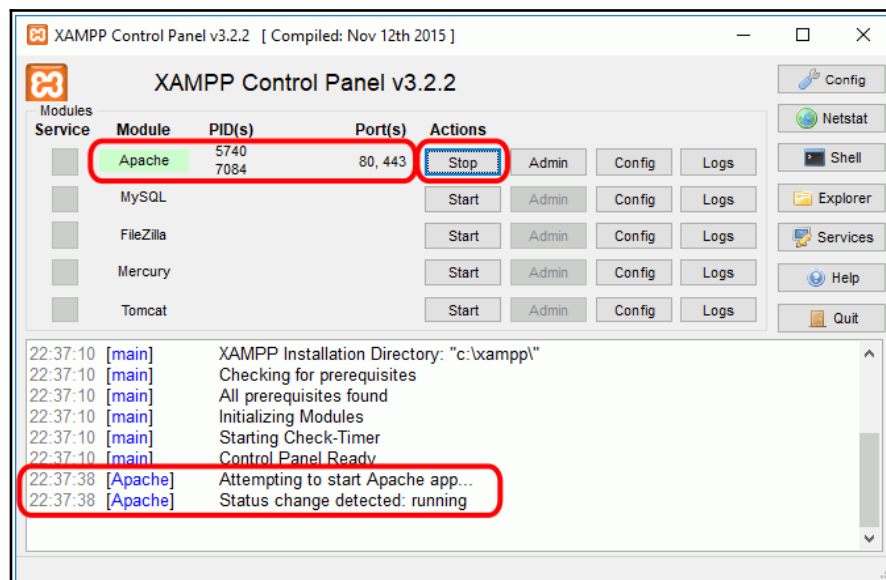 XAMPP Control Panel v3.2.2 [ Compiled: Nov 12th 2015 ]
XAMPP Control Panel v3.2.2
Config
Modules
Service Module PID(s) Port(s) Actions
Netstat
Apache 5740 7084 80, 443 Stop Admin Config Logs
Shell
MySQL Start Admin Config Logs
Explorer
FileZilla Start Admin Config Logs
Services
Mercury Start Admin Config Logs
Help
Tomcat Start Admin Config Logs
Quit
22:37:10 [main] XAMPP Installation Directory: "c:\xampp\"
22:37:10 [main] Checking for prerequisites
22:37:10 [main] All prerequisites found
22:37:10 [main] Initializing Modules
22:37:10 [main] Starting Check-Timer
22:37:10 [main] Control Panel Ready
22:37:38 [Apache] Attempting to start Apache app...
22:37:38 [Apache] Status change detected: running